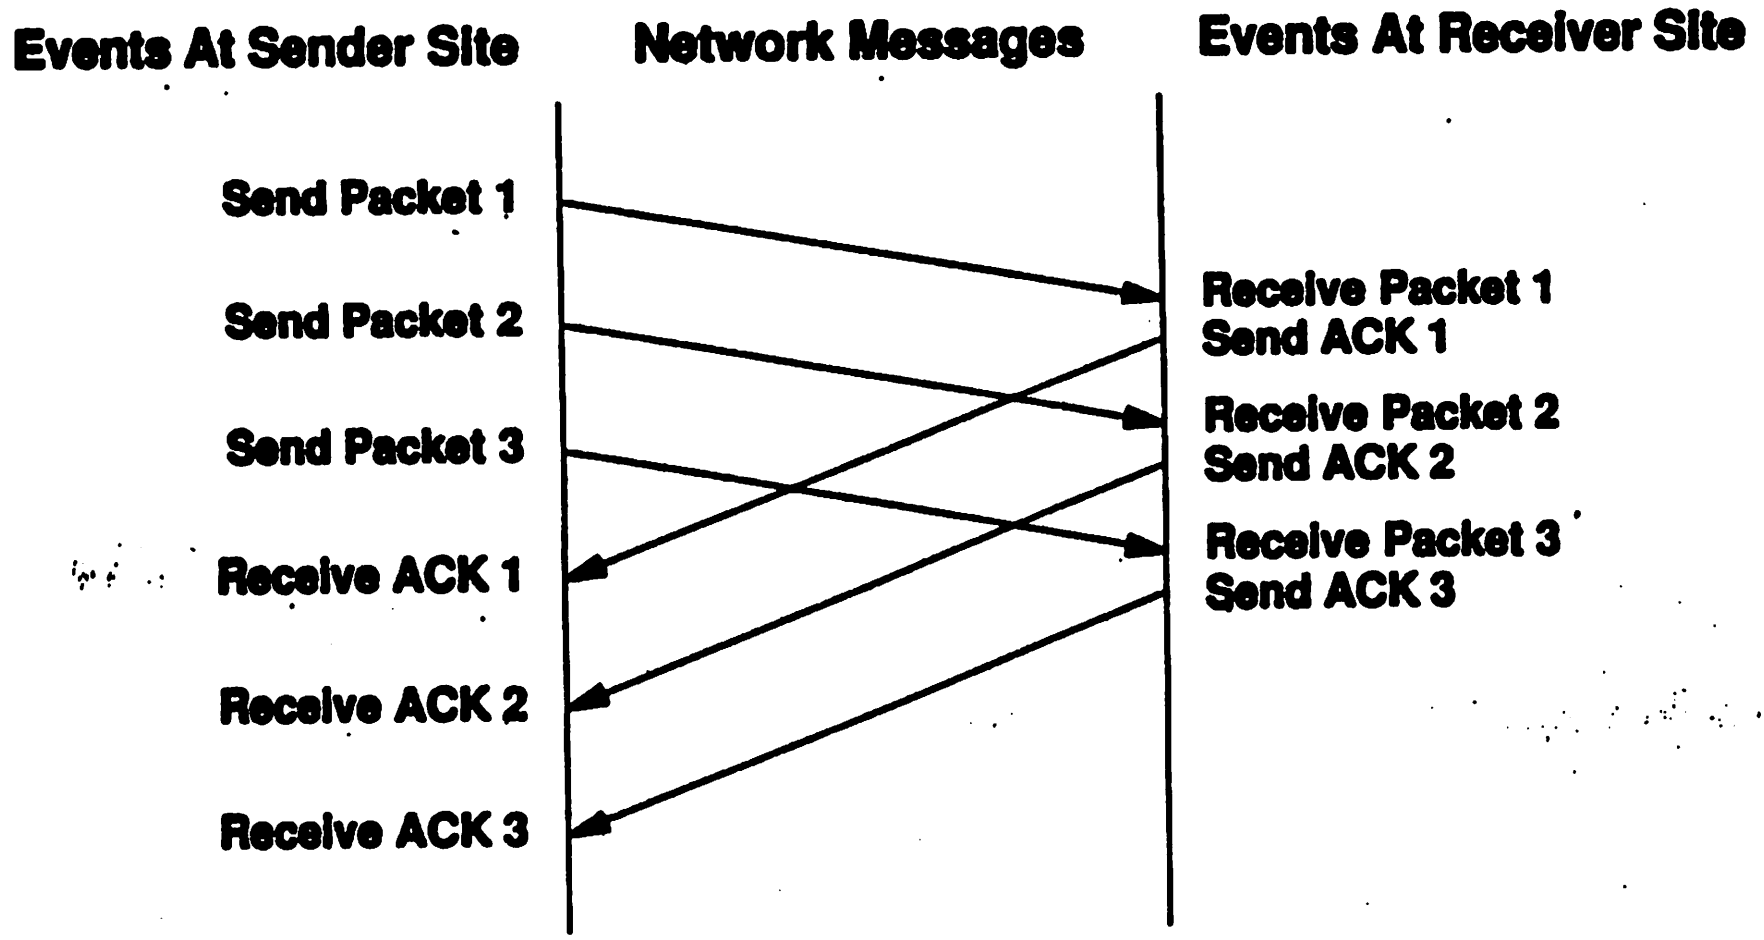 Events At Sender Site
Network Messages
Events At Receiver Site
Send Packet 1
Send Packet 2
Send Packet 3
Receive ACK 1
Receive ACK 2
Receive ACK 3
Receive Packet 1
Send ACK 1
Receive Packet 2
Send ACK 2
Receive Packet 3
Send ACK 3